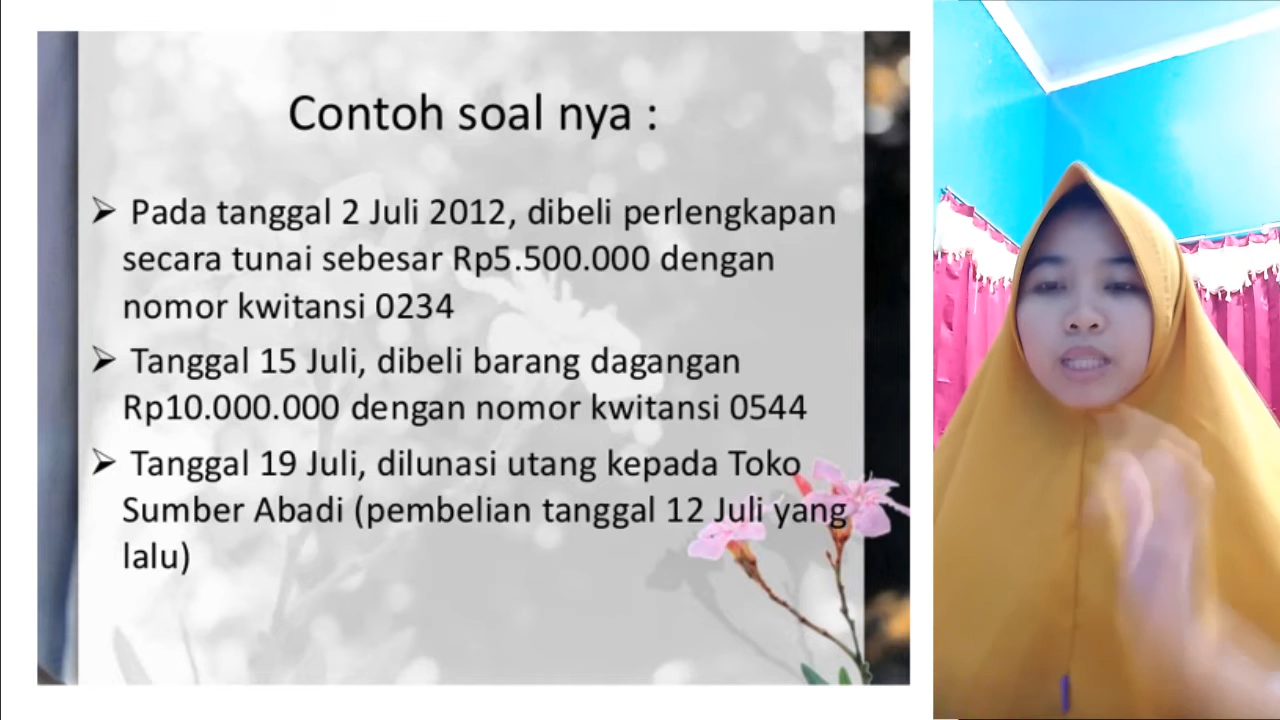 Contoh soal nya :
Pada tanggal 2 Juli 2012, dibeli perlengkapan
secara tunai sebesar Rp5.500.000 dengan
nomor kwitansi 0234
Tanggal 15 Juli, dibeli barang dagangan
Rp10.000.000 dengan nomor kwitansi 0544
Tanggal 19 Juli, dilunasi utang kepada Toko
Sumber Abadi (pembelian tanggal 12 Juli yang
lalu)